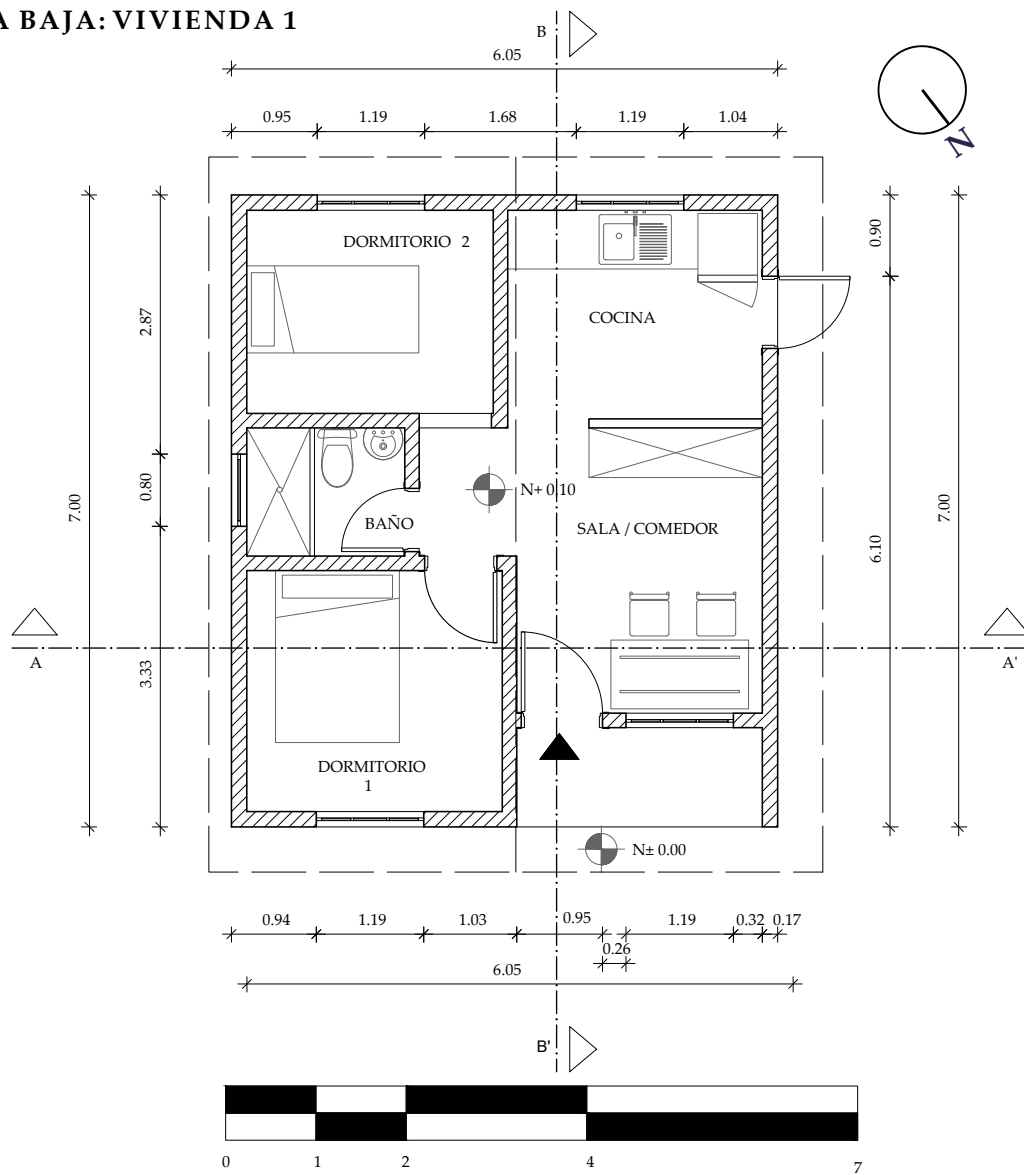 A BAJA: VIVIENDA 1
B
6.05
0.95 1.19 1.68 1.19 1.04
N
DORMITORIO 2
0.90
COCINA
2.87
7.00
0.80
N+ 0.10
BAÑO
SALA / COMEDOR
7.00
6.10
A
A'
3.33
DORMITORIO
1
N± 0.00
0.94 1.19 1.03 0.95 1.19 0.32 0.17
0.26
6.05
B'
0 1 2 4 7